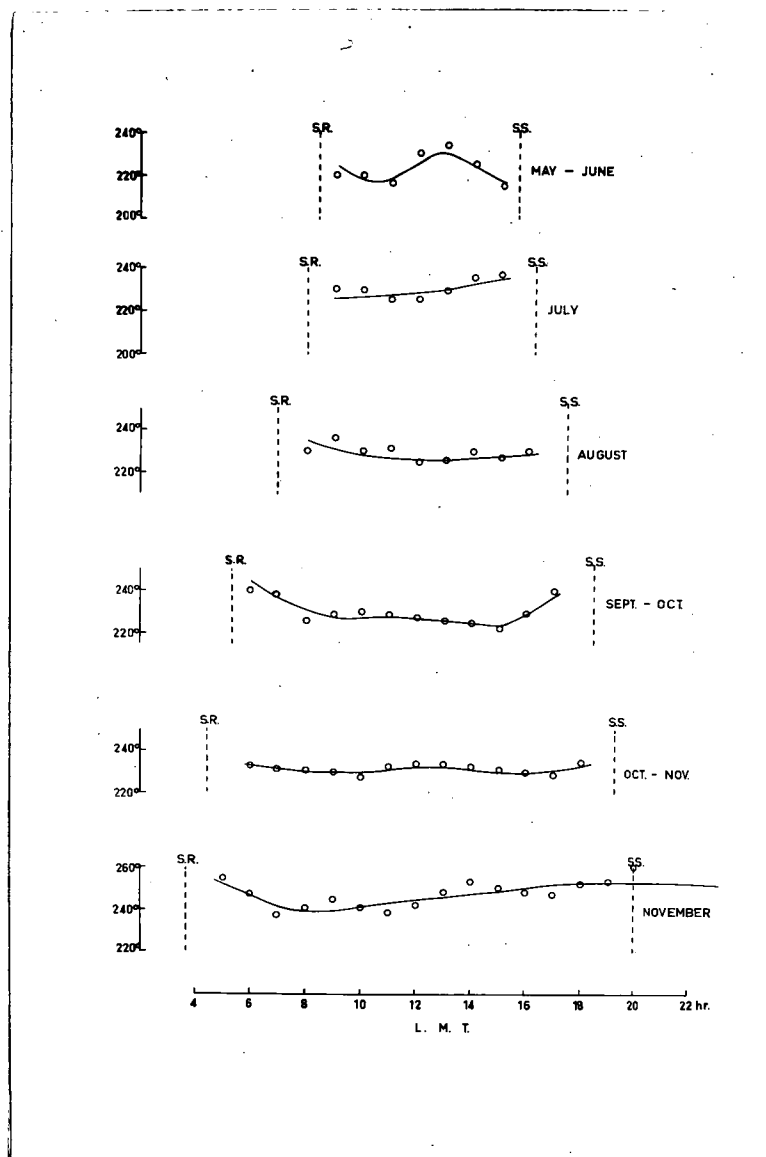 S.R.
S.S.
240°
220°
200°
MAY – JUNE
S.R.
S.S.
240°
220°
200°
JULY
S.R.
S.S.
240°
220°
AUGUST
S.R.
S.S.
240°
220°
SEPT. – OCT.
S.R.
S.S.
240°
220°
OCT. – NOV.
S.R.
S.S.
260°
240°
220°
NOVEMBER
4 6 8 10 12 14 16 18 20 22 hr.
L. M. T.